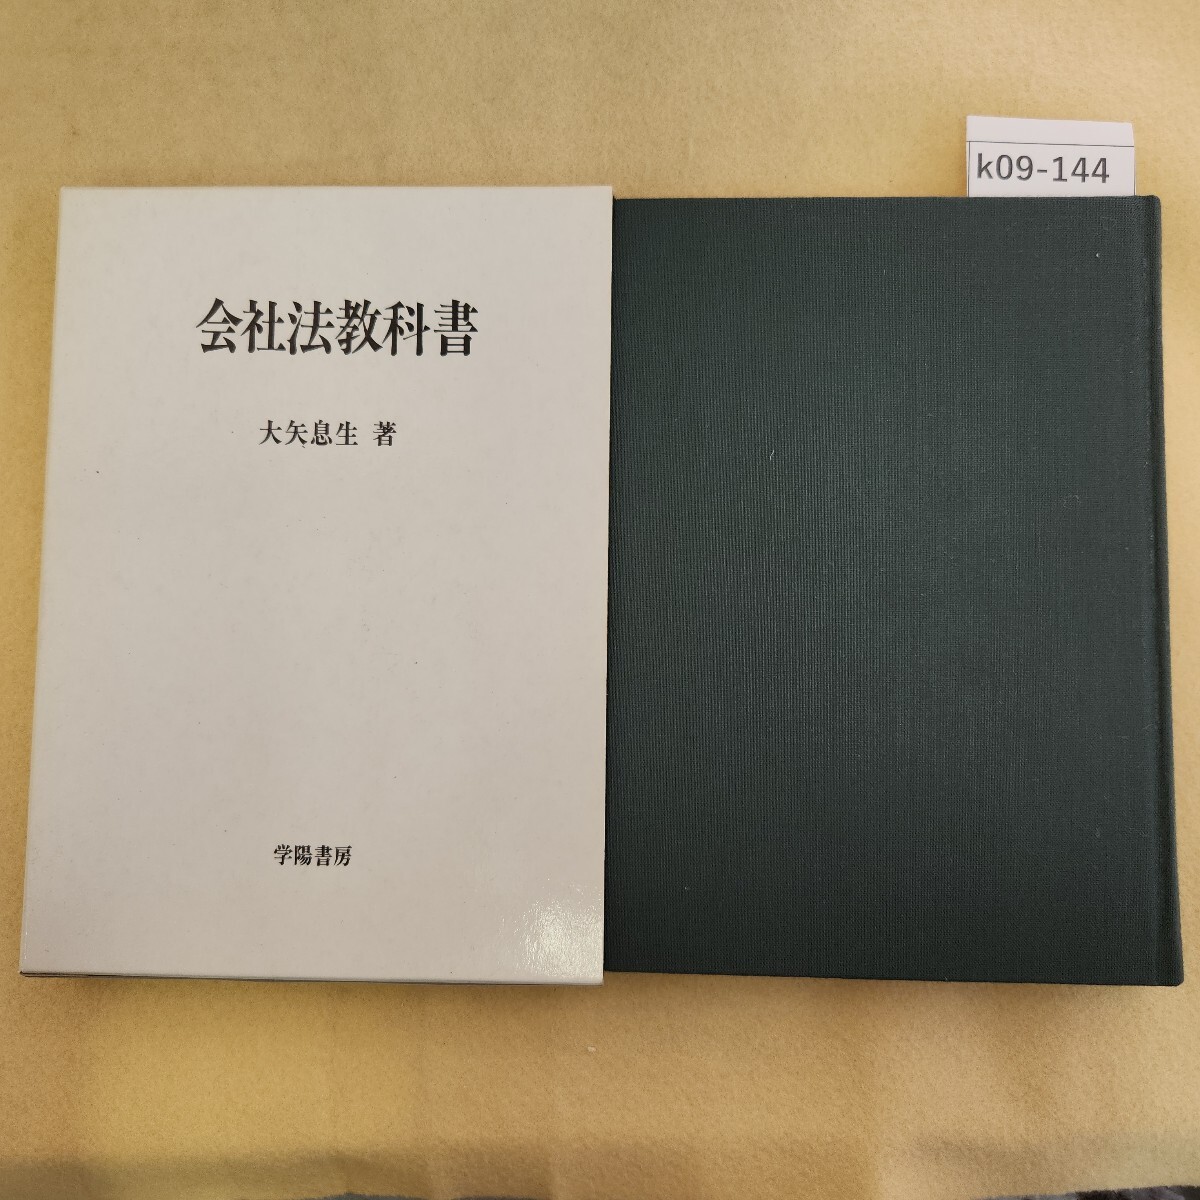 会社法教科書
大矢息生 著
学陽書房
k09-144